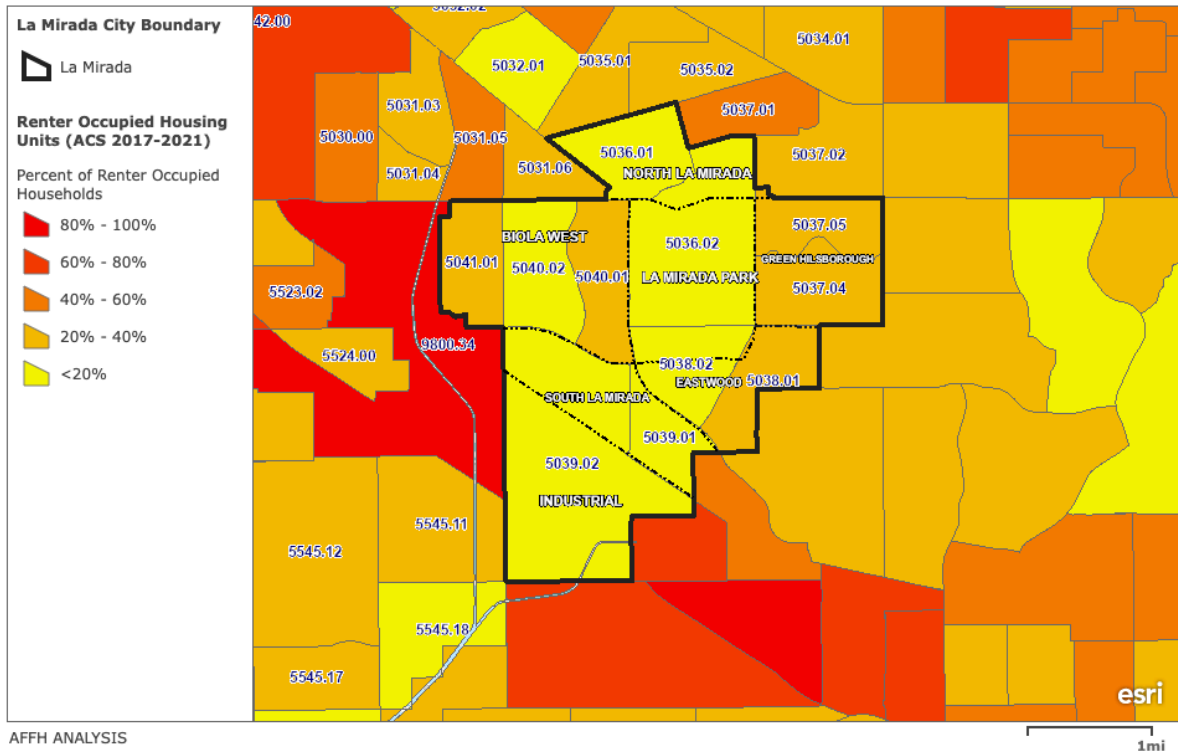 La Mirada City Boundary
La Mirada
Renter Occupied Housing
Units (ACS 2017-2021)
Percent of Renter Occupied
Households
80% - 100%
60% - 80%
40% - 60%
20% - 40%
<20%
42.00
5034.01
5035.01
5032.01
5035.02
5031.03
5037.01
5030.00
5031.05
5036.01
5037.02
5031.04
5031.06
NORTH LA MIRADA
5037.05
BIOLA WEST
5036.02
5041.01
5040.02
5040.01
LA MIRADA PARK
GREEN HILSBOROUGH
5037.04
5523.02
9800.34
5524.00
5038.02
EASTWOOD
5038.01
SOUTH LA MIRADA
5039.01
5039.02
INDUSTRIAL
5545.11
5545.12
5545.18
5545.17
esri
AFFH ANALYSIS
1mi